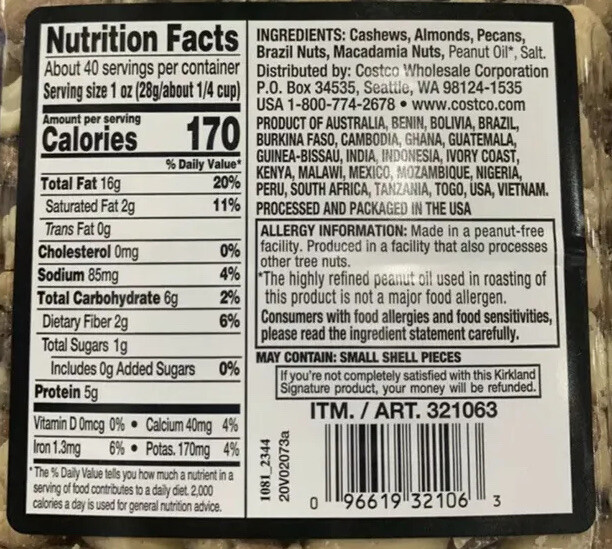 Nutrition Facts
About 40 servings per container
Serving size 1 oz (28g/about 1/4 cup)
Amount per serving
Calories 170
% Daily Value*
Total Fat 16g 20%
Saturated Fat 2g 11%
Trans Fat 0g
Cholesterol 0mg 0%
Sodium 85mg 4%
Total Carbohydrate 6g 2%
Dietary Fiber 2g 6%
Total Sugars 1g
Includes 0g Added Sugars 0%
Protein 5g
Vitamin D 0mcg 0% • Calcium 40mg 4%
Iron 1.3mg 6% • Potas. 170mg 4%
*The % Daily Value tells you how much a nutrient in a
serving of food contributes to a daily diet. 2,000
calories a day is used for general nutrition advice.
INGREDIENTS: Cashews, Almonds, Pecans,
Brazil Nuts, Macadamia Nuts, Peanut Oil*, Salt.
Distributed by: Costco Wholesale Corporation
P.O. Box 34535, Seattle, WA 98124-1535
USA 1-800-774-2678 • www.costco.com
PRODUCT OF AUSTRALIA, BENIN, BOLIVIA, BRAZIL,
BURKINA FASO, CAMBODIA, GHANA, GUATEMALA,
GUINEA-BISSAU, INDIA, INDONESIA, IVORY COAST,
KENYA, MALAWI, MEXICO, MOZAMBIQUE, NIGERIA,
PERU, SOUTH AFRICA, TANZANIA, TOGO, USA, VIETNAM.
PROCESSED AND PACKAGED IN THE USA
ALLERGY INFORMATION: Made in a peanut-free
facility. Produced in a facility that also processes
other tree nuts.
*The highly refined peanut oil used in roasting of
this product is not a major food allergen.
Consumers with food allergies and food sensitivities,
please read the ingredient statement carefully.
MAY CONTAIN: SMALL SHELL PIECES
If you're not completely satisfied with this Kirkland
Signature product, your money will be refunded.
ITM. / ART. 321063
1081_2344
20V02073a
0 96619 32106 3